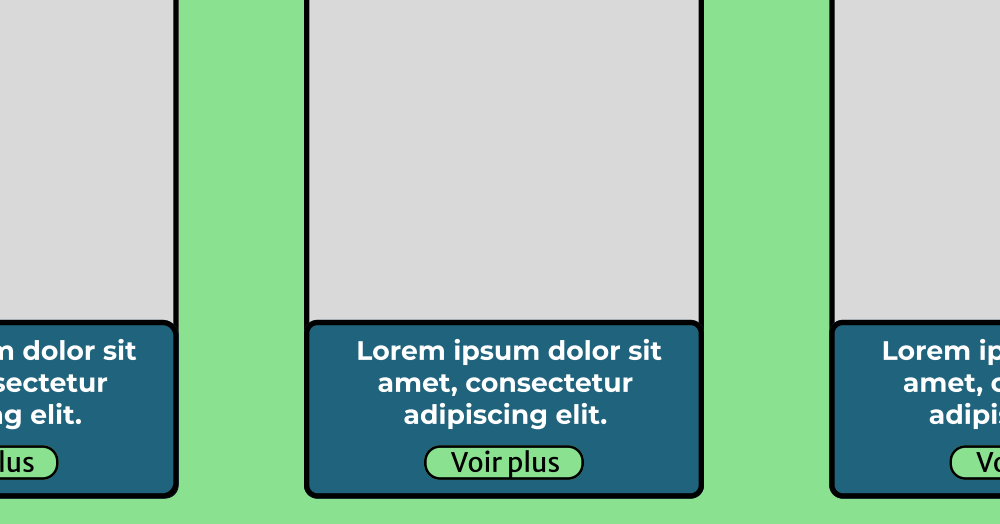 m dolor sit
sectetur
g elit.
lus
Lorem ipsum dolor sit
amet, consectetur
adipiscing elit.
Voir plus
Lorem ip
amet, c
adipis
Vo